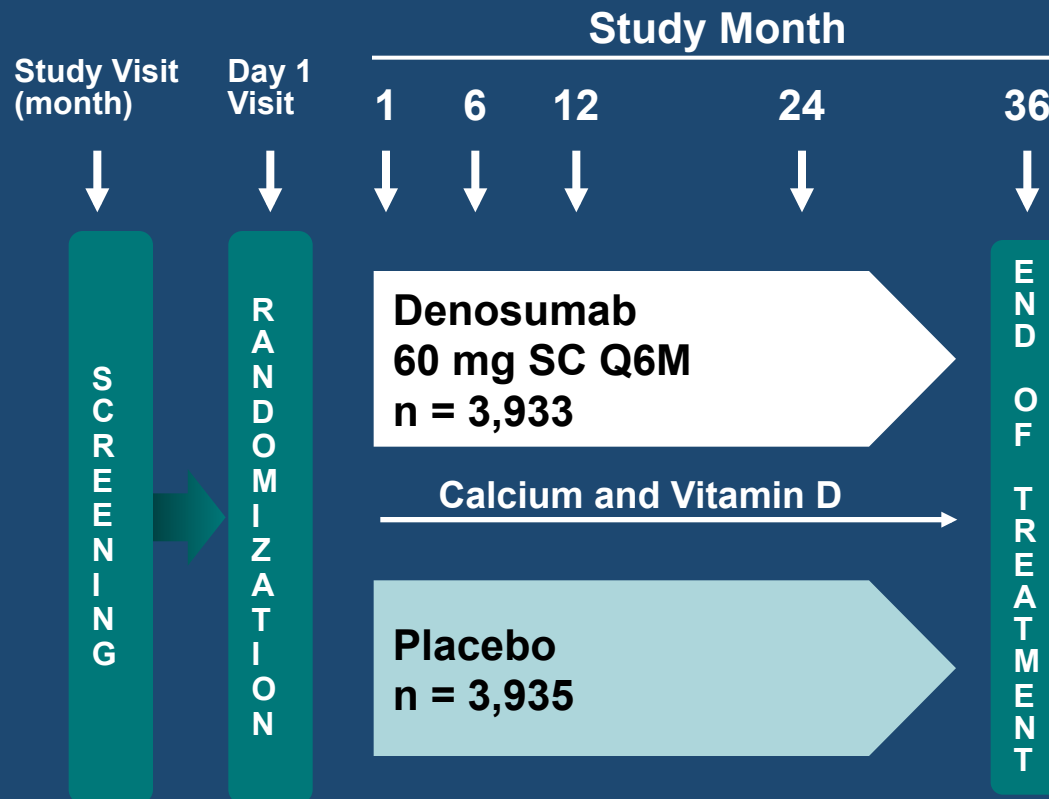 Study Month
Study Visit
(month)
Day 1
Visit
1 6 12 24 36
SCREENING
RANDOMIZATION
Denosumab
60 mg SC Q6M
n = 3,933
Calcium and Vitamin D
Placebo
n = 3,935
END OF TREATMENT